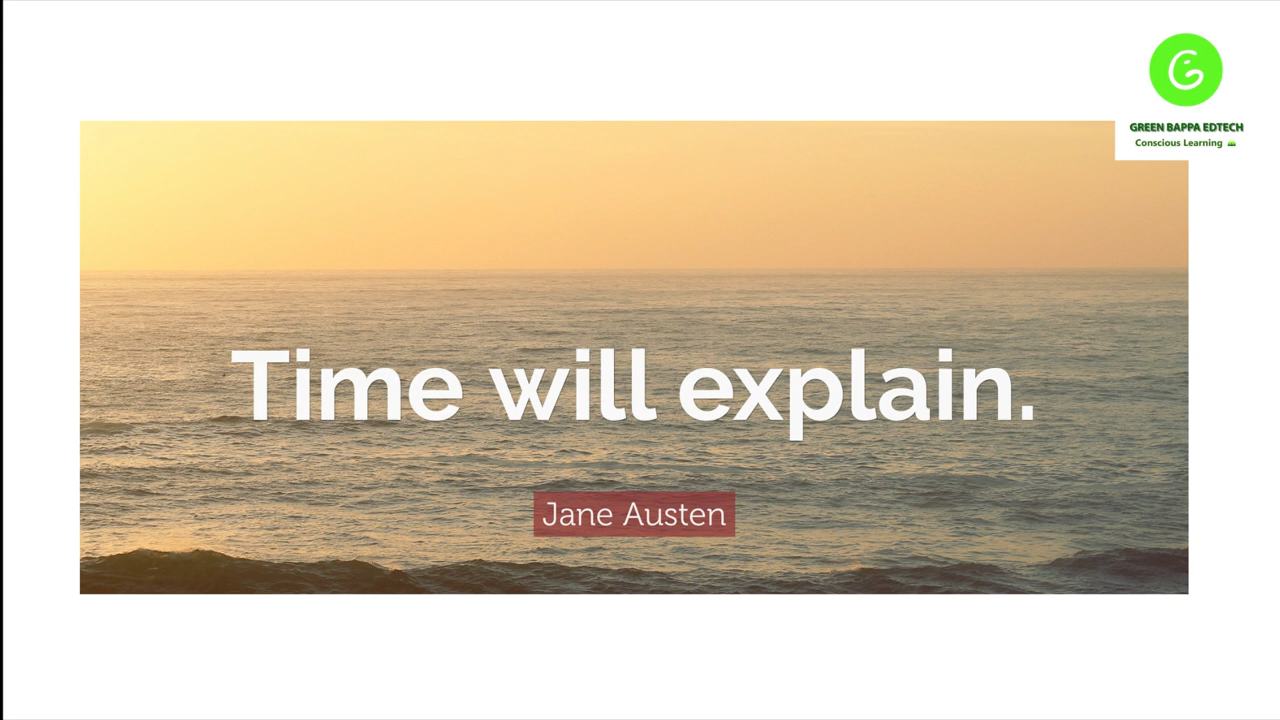 GREEN BAPPA EDTECH
Conscious Learning
Time will explain.
Jane Austen